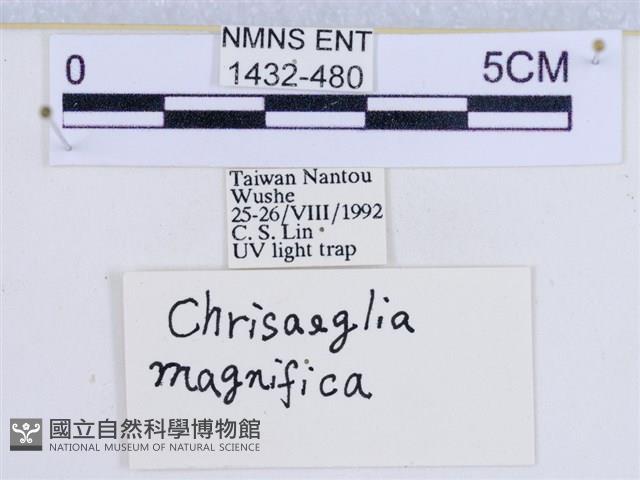 NMNS ENT
1432-480
0 5CM
Taiwan Nantou
Wushe
25-26/VIII/1992
C. S. Lin
UV light trap
Chrisaeglia
magnifica
國立自然科學博物館
NATIONAL MUSEUM OF NATURAL SCIENCE